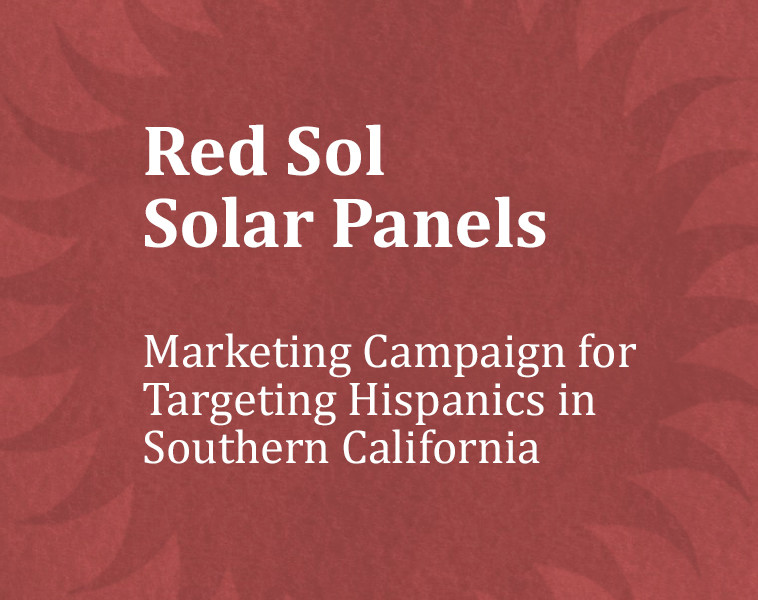 Red Sol
Solar Panels
Marketing Campaign for
Targeting Hispanics in
Southern California